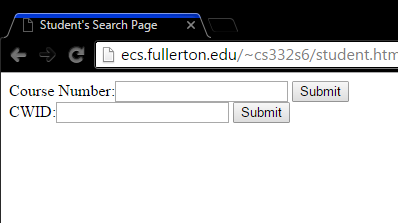 Student's Search Page
ecs.fullerton.edu/~cs332s6/student.htm
Course Number: Submit
CWID: Submit